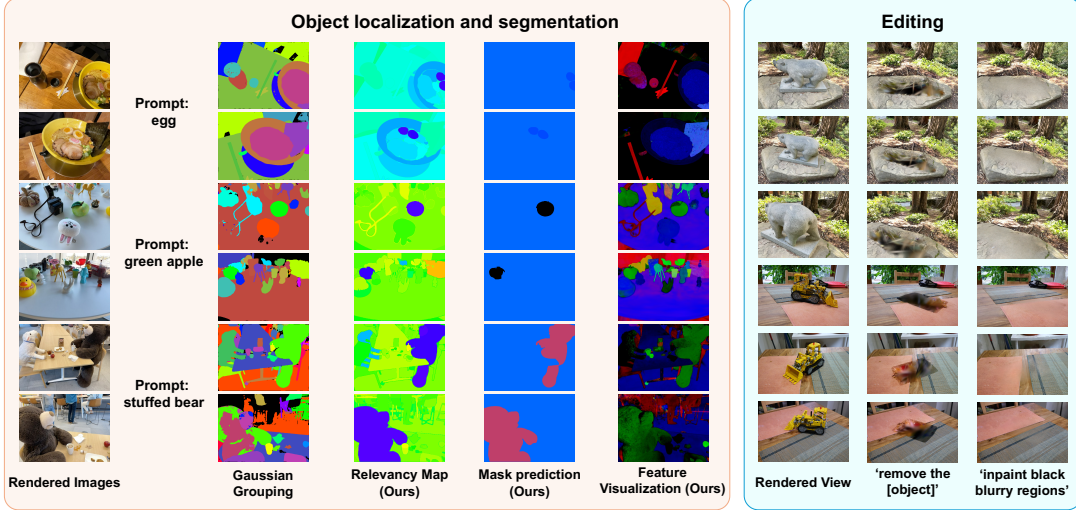 Object localization and segmentation
Prompt:
egg
Prompt:
green apple
Prompt:
stuffed bear
Rendered Images
Gaussian
Grouping
Relevancy Map
(Ours)
Mask prediction
(Ours)
Feature
Visualization (Ours)
Editing
Rendered View
‘remove the
[object]’
‘inpaint black
blurry regions’